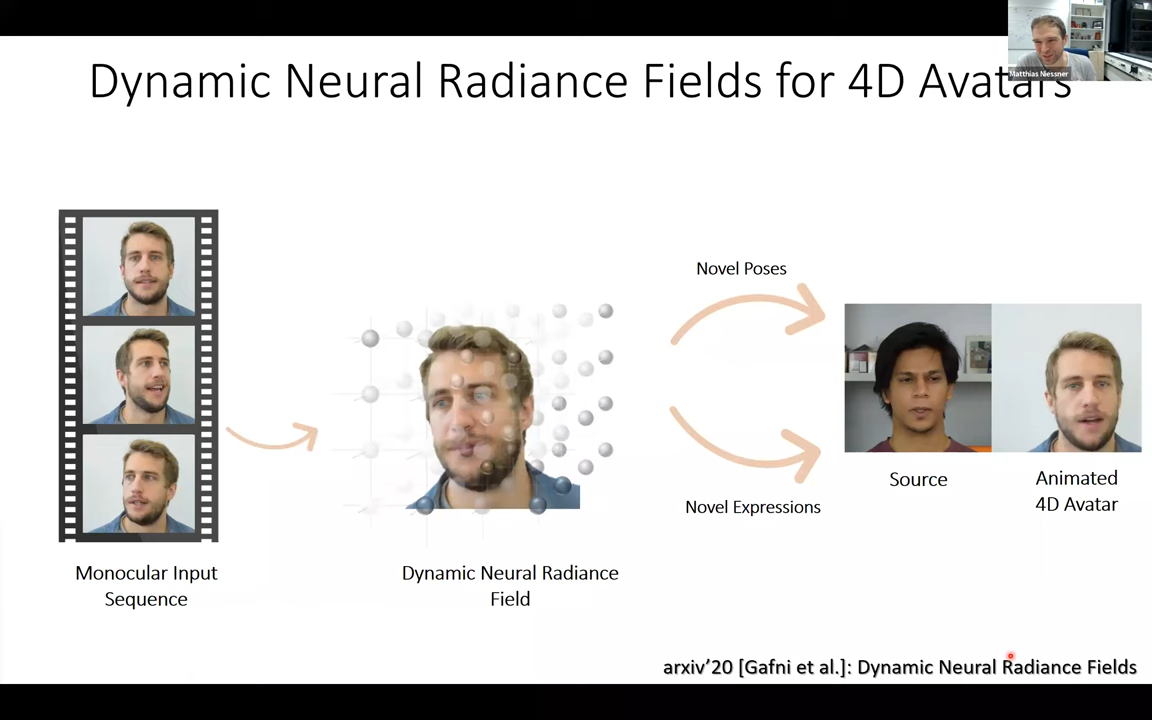 Matthias Niessner
Dynamic Neural Radiance Fields for 4D Avatars
Novel Poses
Source
Animated
4D Avatar
Novel Expressions
Monocular Input
Sequence
Dynamic Neural Radiance
Field
arxiv'20 [Gafni et al.]: Dynamic Neural Radiance Fields